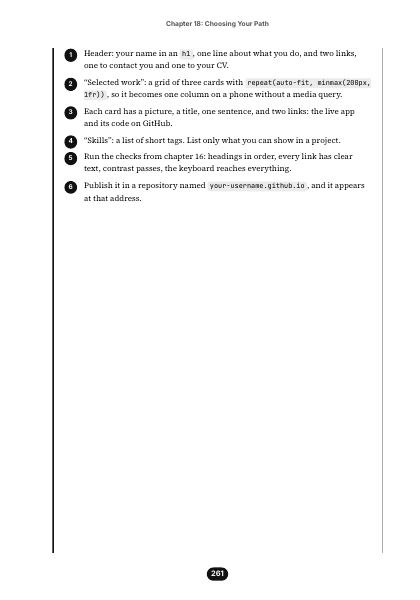 Chapter 18: Choosing Your Path
1 Header: your name in an h1, one line about what you do, and two links,
one to contact you and one to your CV.
2 “Selected work”: a grid of three cards with repeat(auto-fit, minmax(200px,
1fr)), so it becomes one column on a phone without a media query.
3 Each card has a picture, a title, one sentence, and two links: the live app
and its code on GitHub.
4 “Skills”: a list of short tags. List only what you can show in a project.
5 Run the checks from chapter 16: headings in order, every link has clear
text, contrast passes, the keyboard reaches everything.
6 Publish it in a repository named your-username.github.io, and it appears
at that address.
261